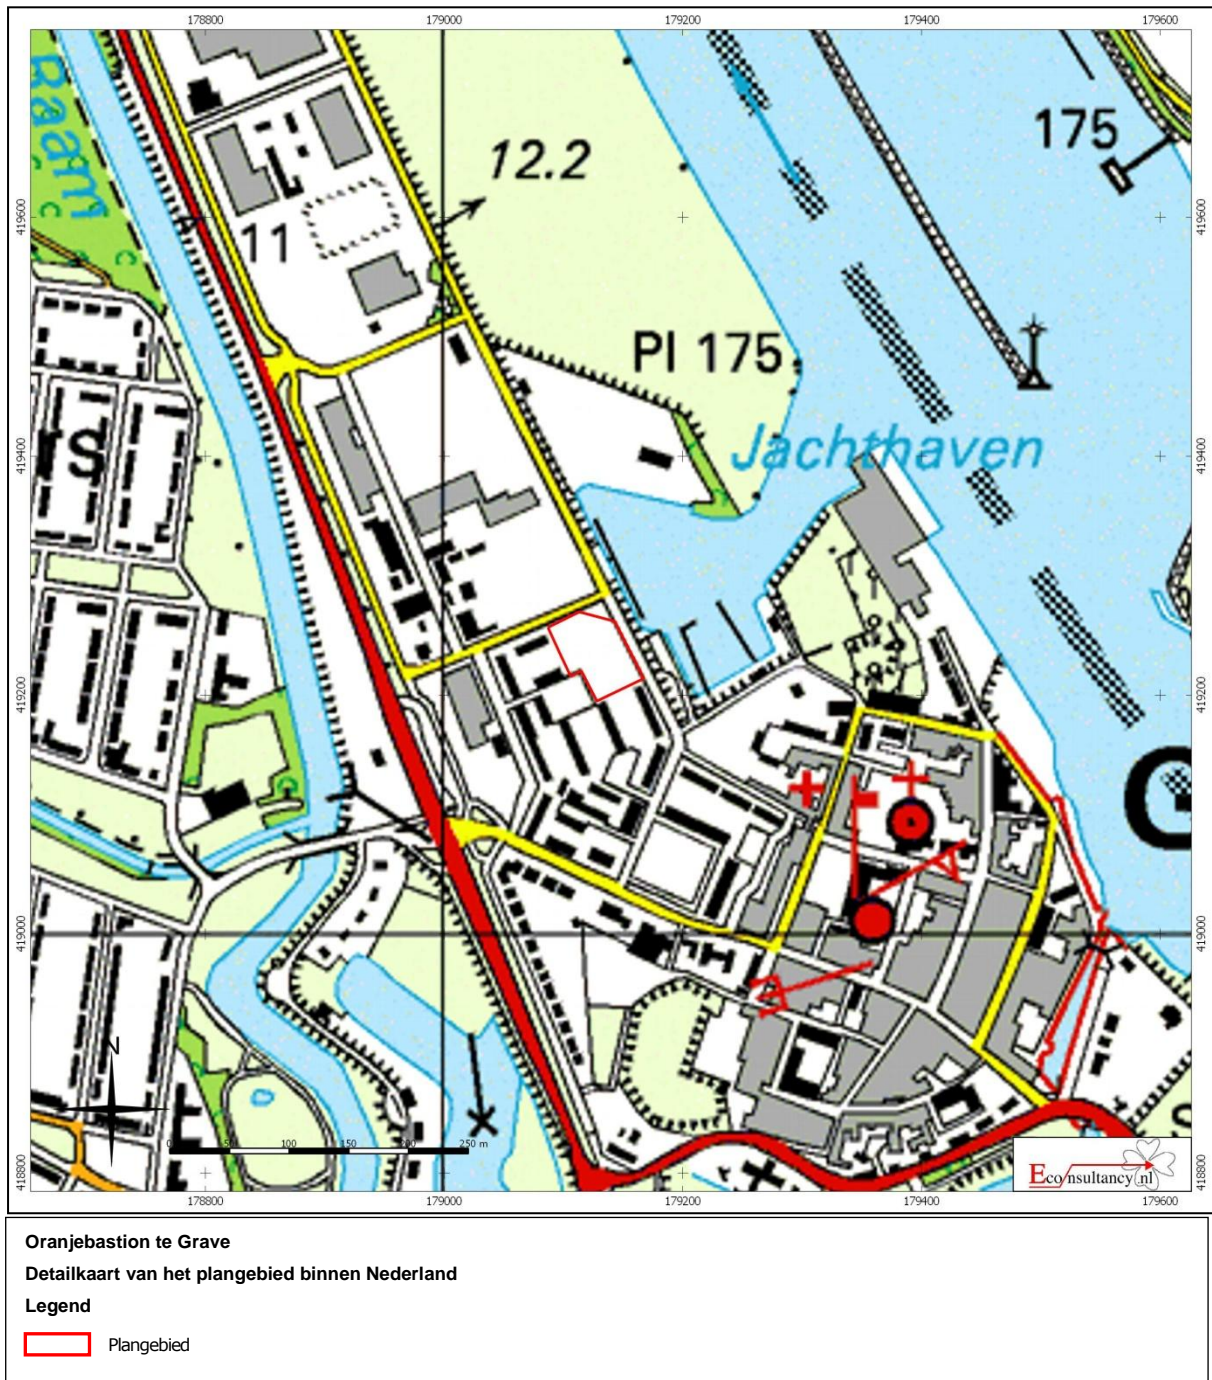 178800 179000 179200 179400 179600
Raam
175
12.2
419600 419600
11
Pl 175
Jachthaven
S
419400 419400
419200 419200
G
419000 419000
N
0 50 100 150 200 250 m
Econsultancy.nl
418800 418800
178800 179000 179200 179400 179600
Oranjebastion te Grave
Detailkaart van het plangebied binnen Nederland
Legend
Plangebied